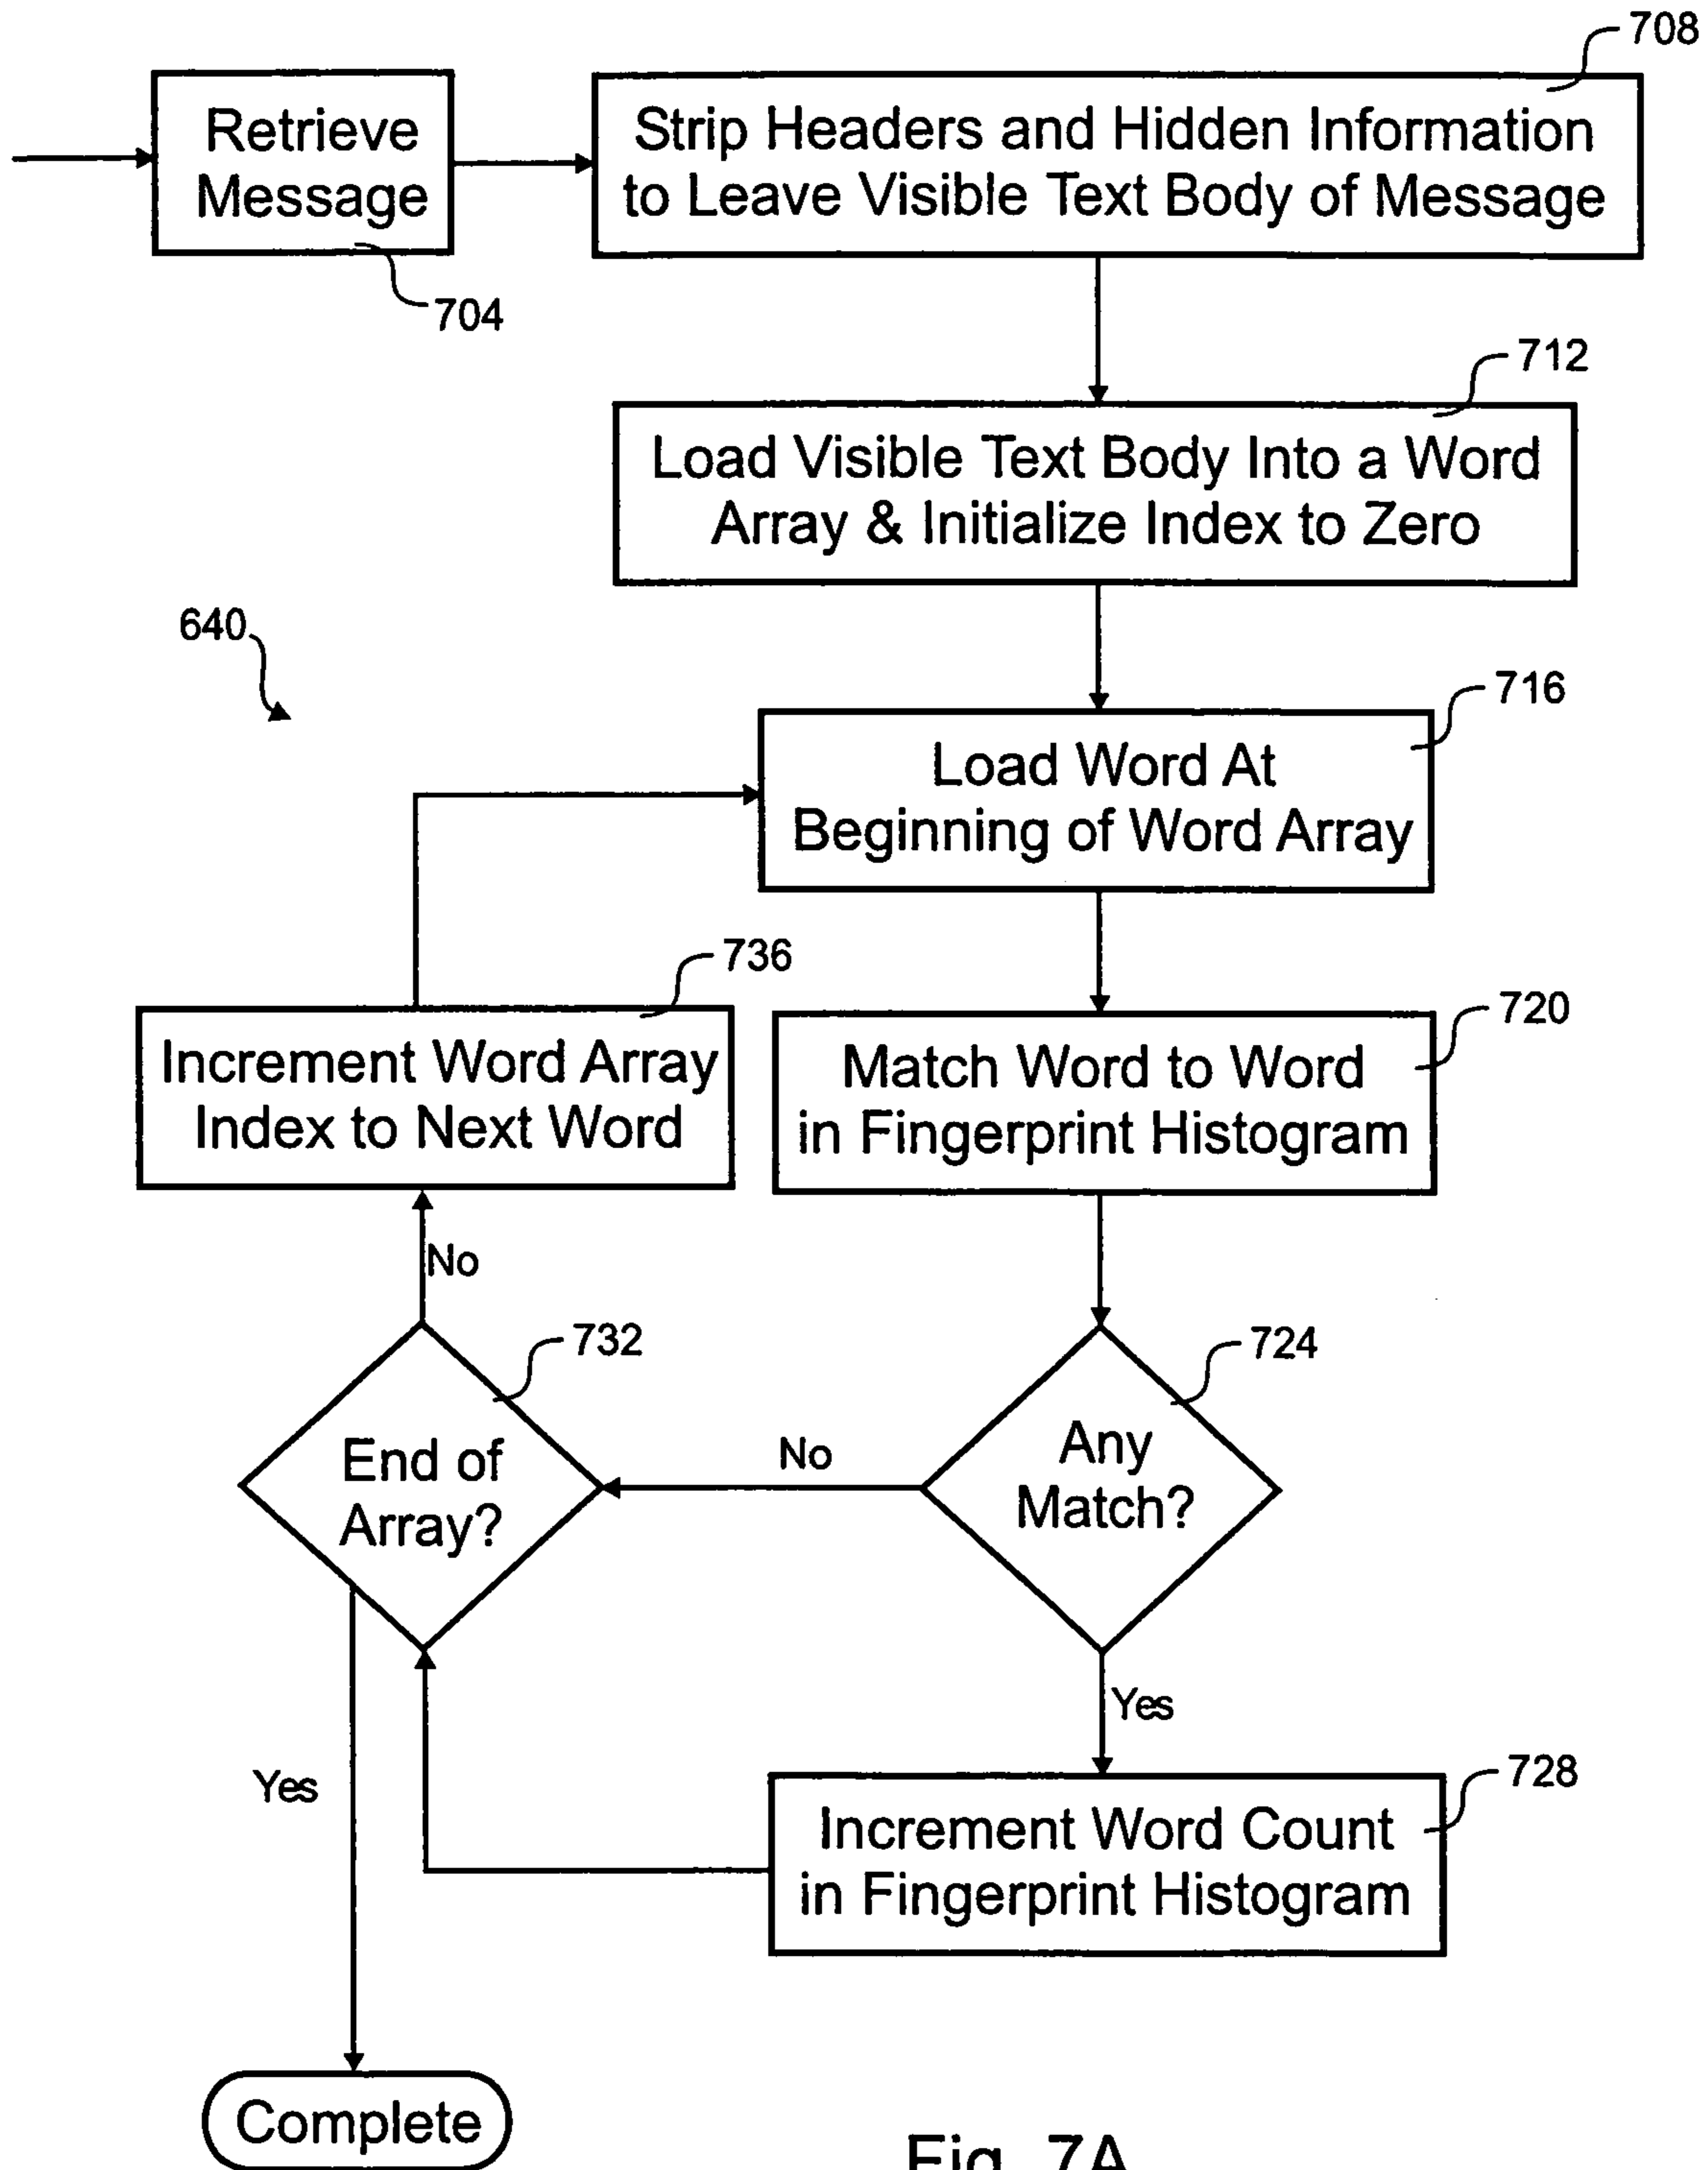 708
Retrieve
Message
704
Strip Headers and Hidden Information
to Leave Visible Text Body of Message
712
Load Visible Text Body Into a Word
Array & Initialize Index to Zero
640
716
Load Word At
Beginning of Word Array
736
Increment Word Array
Index to Next Word
720
Match Word to Word
in Fingerprint Histogram
No
732
End of
Array?
No
724
Any
Match?
Yes
Yes
728
Increment Word Count
in Fingerprint Histogram
Complete
Fig. 7A